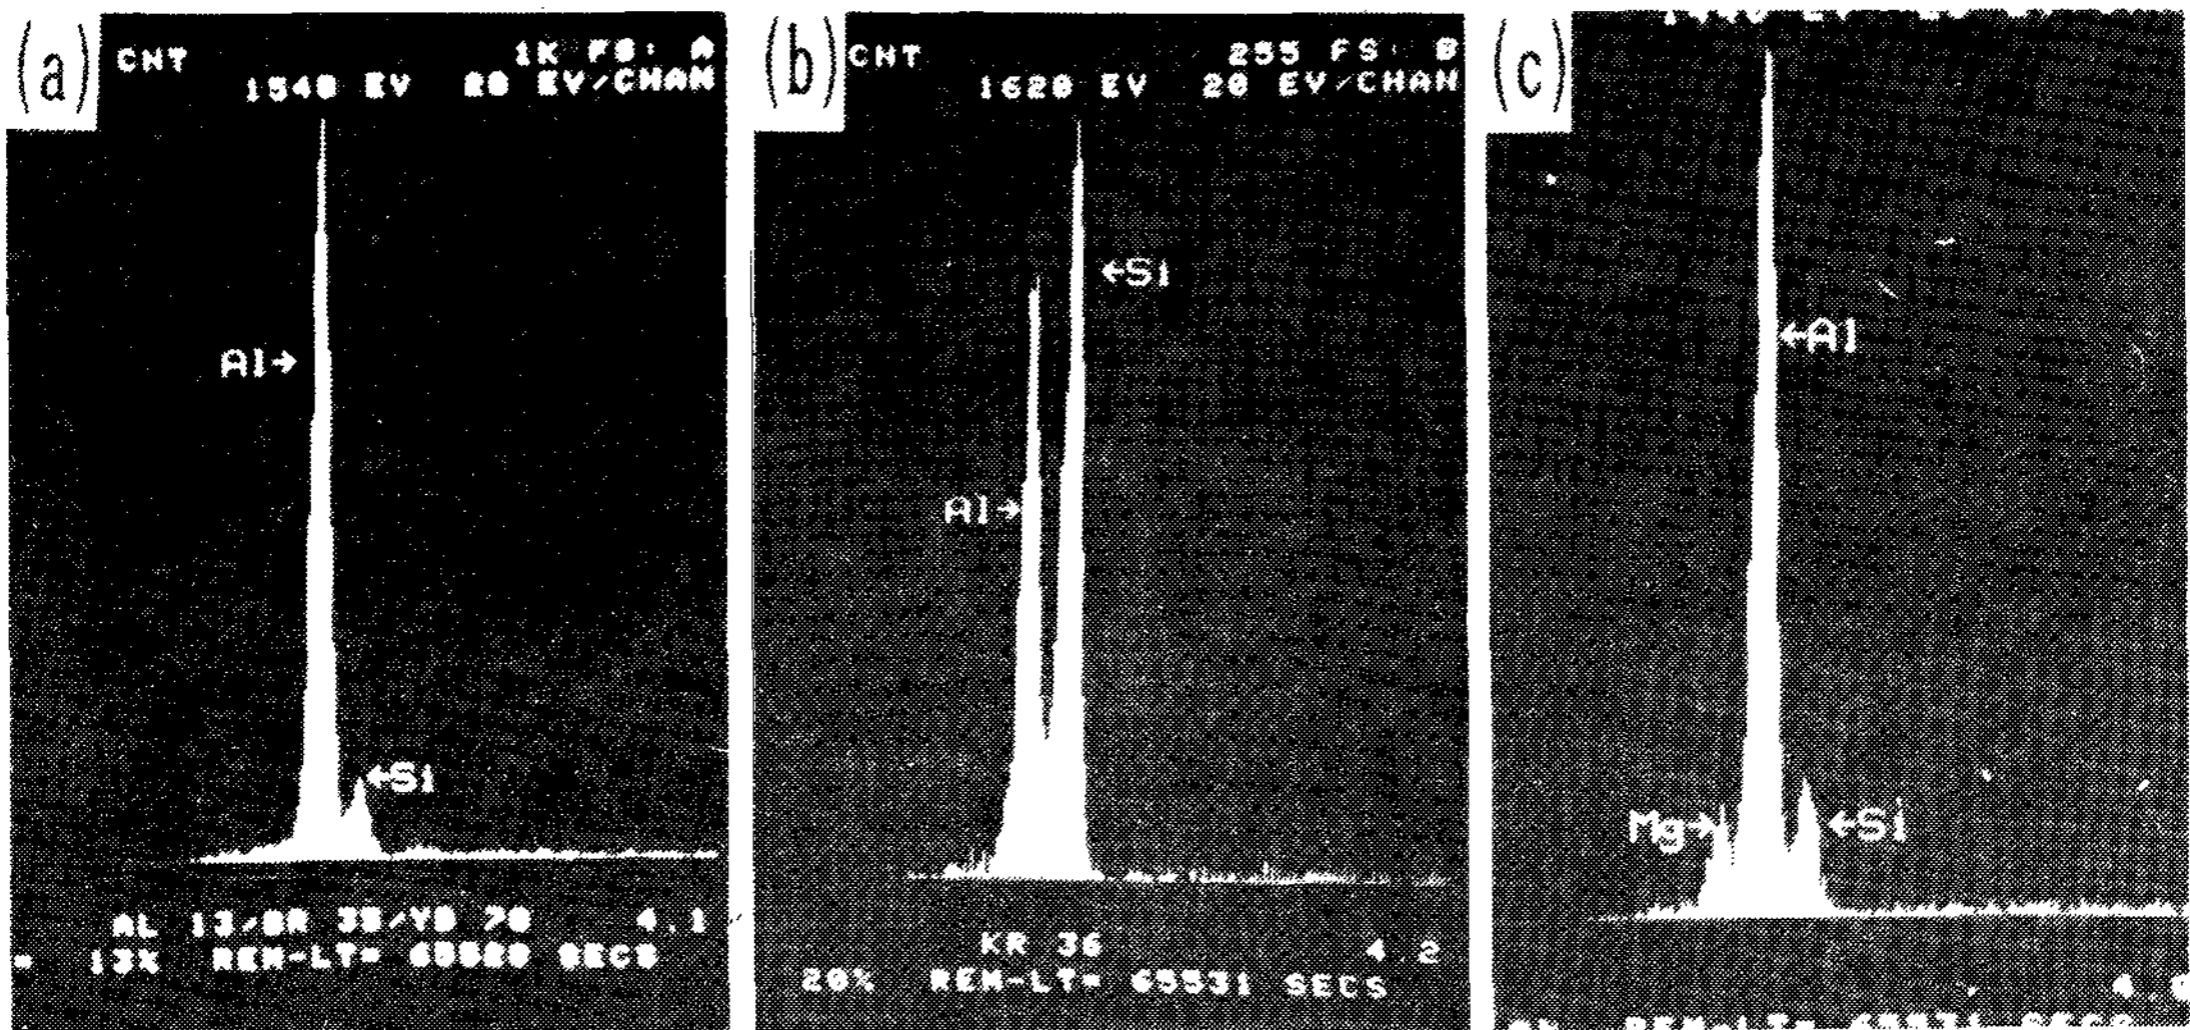 (a)
CNT
1K FS: A
1540 EV 20 EV/CHAN
Al→
←Si
AL 13/BR 35/YB 70 4.1
13% REM-LT= 65520 SECS
(b)
CNT
255 FS: B
1620 EV 20 EV/CHAN
←Si
Al→
KR 36 4.2
20% REM-LT= 65531 SECS
(c)
←Al
Mg→
←Si